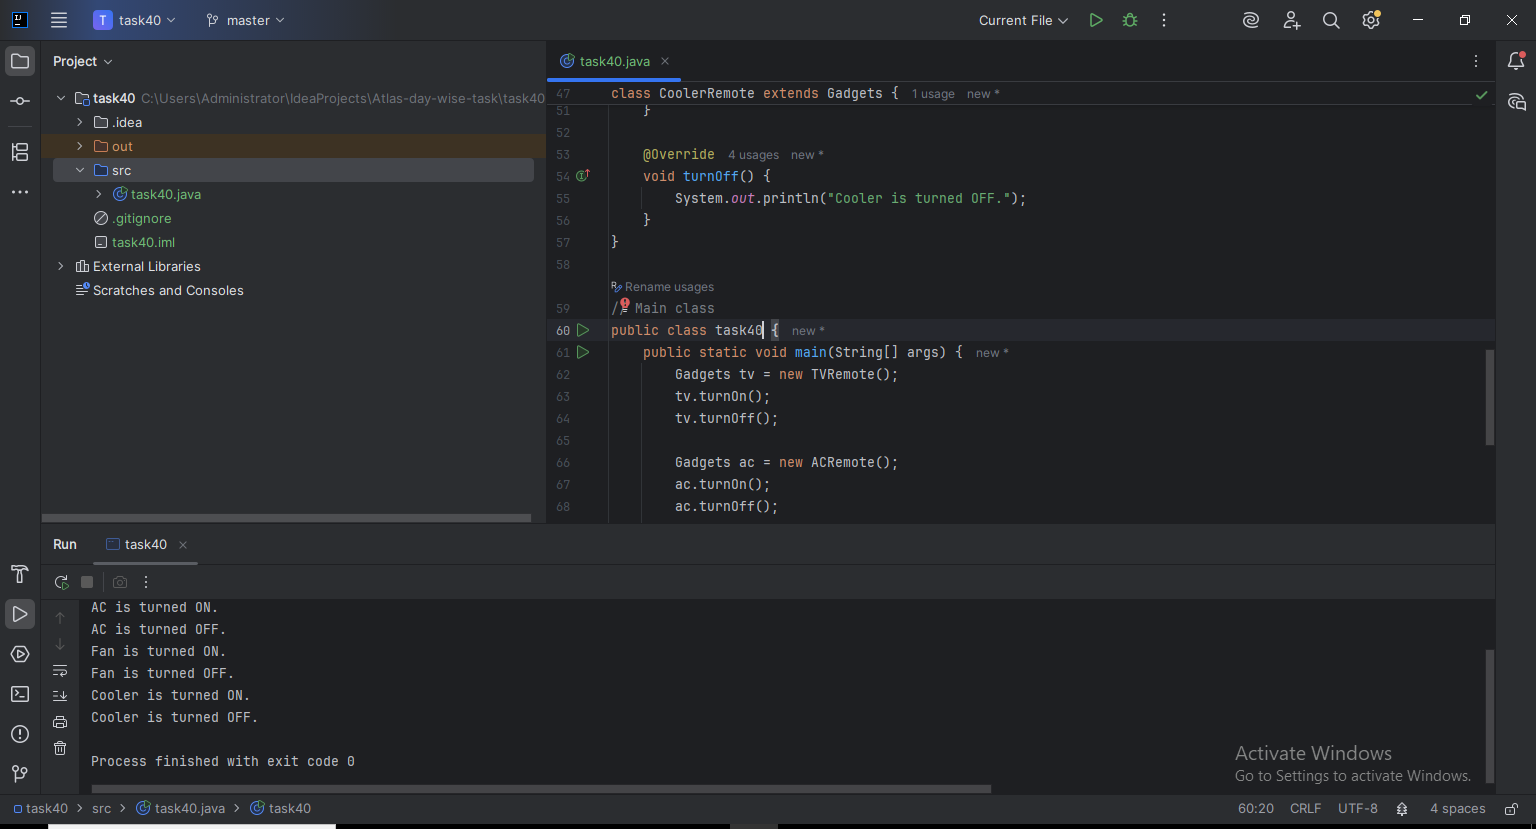 T task40 master Current File
Project
task40.java
task40 C:\Users\Administrator\IdeaProjects\Atlas-day-wise-task\task40
.idea
out
src
task40.java
.gitignore
task40.iml
External Libraries
Scratches and Consoles
47 class CoolerRemote extends Gadgets { 1 usage new *
51 }
52
53 @Override 4 usages new *
54 void turnOff() {
55 System.out.println("Cooler is turned OFF.");
56 }
57 }
58
Rename usages
59 // Main class
60 public class task40 { new *
61 public static void main(String[] args) { new *
62 Gadgets tv = new TVRemote();
63 tv.turnOn();
64 tv.turnOff();
65
66 Gadgets ac = new ACRemote();
67 ac.turnOn();
68 ac.turnOff();
Run task40
AC is turned ON.
AC is turned OFF.
Fan is turned ON.
Fan is turned OFF.
Cooler is turned ON.
Cooler is turned OFF.
Process finished with exit code 0
Activate Windows
Go to Settings to activate Windows.
task40 > src > task40.java > task40 60:20 CRLF UTF-8 4 spaces